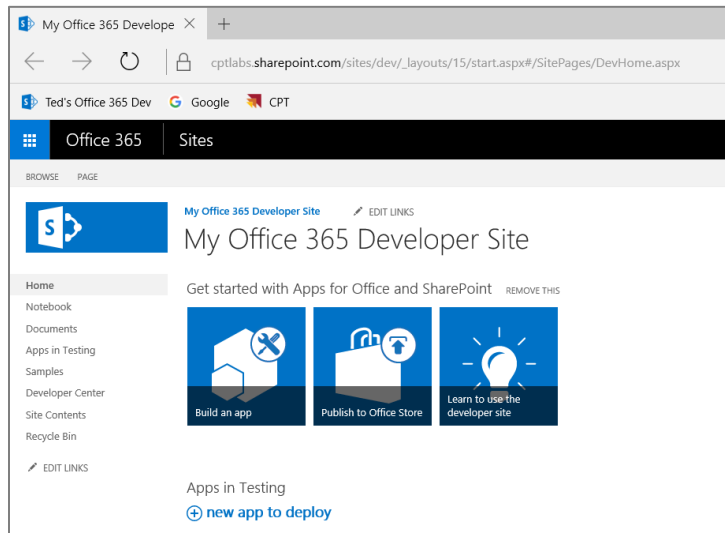 My Office 365 Develope
cptlabs.sharepoint.com/sites/dev/_layouts/15/start.aspx#/SitePages/DevHome.aspx
Ted's Office 365 Dev Google CPT
Office 365 Sites
BROWSE PAGE
S
My Office 365 Developer Site EDIT LINKS
My Office 365 Developer Site
Home
Notebook
Documents
Apps in Testing
Samples
Developer Center
Site Contents
Recycle Bin
EDIT LINKS
Get started with Apps for Office and SharePoint REMOVE THIS
Build an app
Publish to Office Store
Learn to use the
developer site
Apps in Testing
new app to deploy